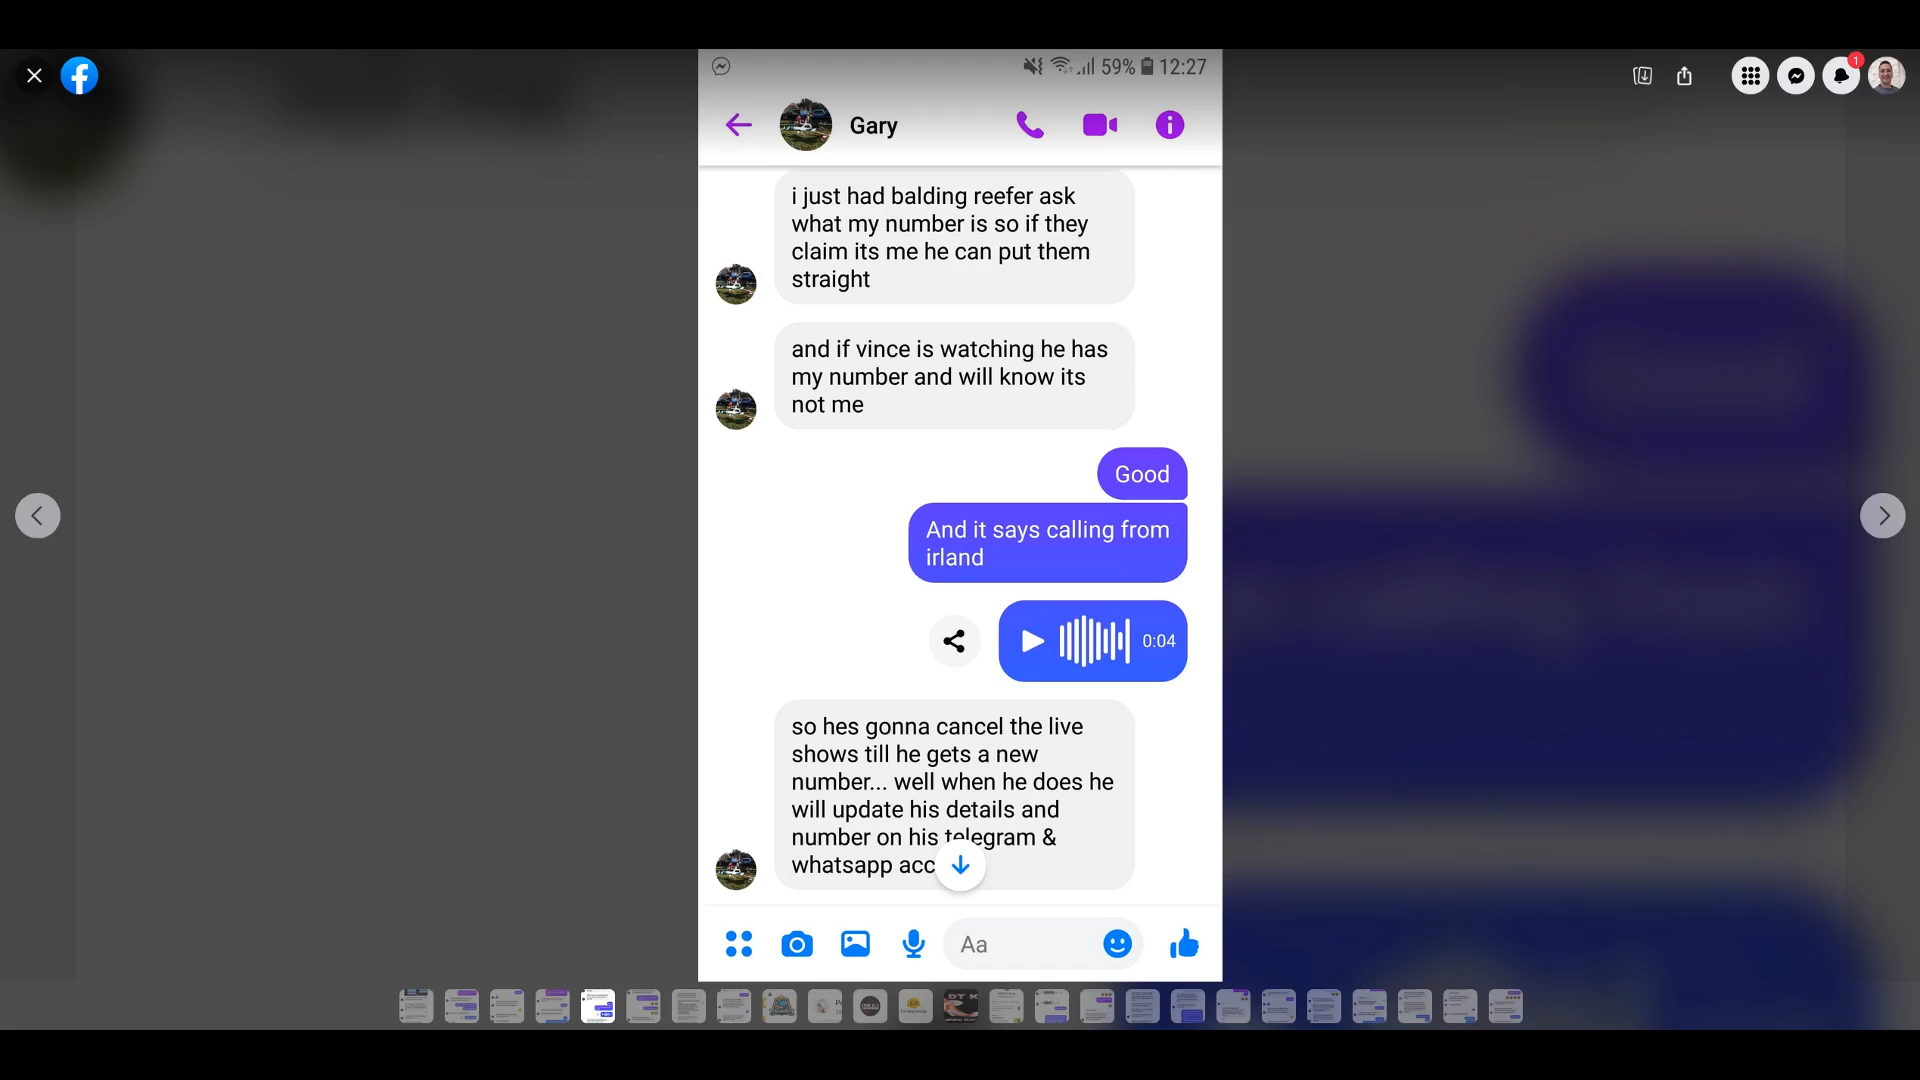 59% 12:27
1
Gary
i just had balding reefer ask
what my number is so if they
claim its me he can put them
straight
and if vince is watching he has
my number and will know its
not me
Good
And it says calling from
irland
0:04
so hes gonna cancel the live
shows till he gets a new
number... well when he does he
will update his details and
number on his telegram &
whatsapp acc
Aa
DT K